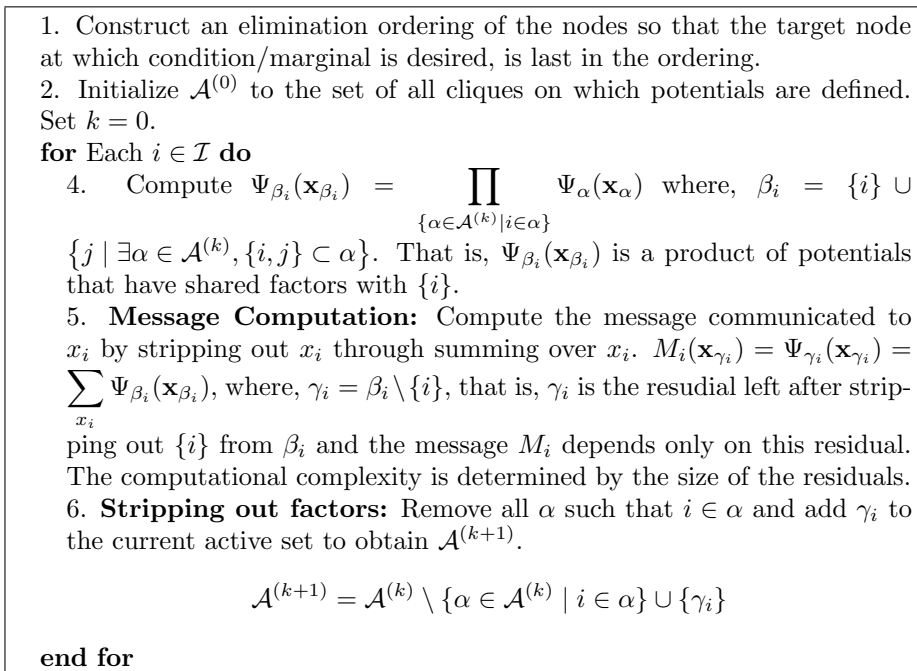 1. Construct an elimination ordering of the nodes so that the target node
at which condition/marginal is desired, is last in the ordering.
2. Initialize 𝒜^{(0)} to the set of all cliques on which potentials are defined.
Set k = 0.
for Each i ∈ ℐ do
4. Compute Ψ_{β_i}(x_{β_i}) = ∏_{{α∈𝒜^{(k)}|i∈α}} Ψ_α(x_α) where, β_i = {i} ∪
{j | ∃α ∈ 𝒜^{(k)}, {i, j} ⊂ α}. That is, Ψ_{β_i}(x_{β_i}) is a product of potentials
that have shared factors with {i}.
5. Message Computation: Compute the message communicated to
x_i by stripping out x_i through summing over x_i. M_i(x_{γ_i}) = Ψ_{γ_i}(x_{γ_i}) =
∑_{x_i} Ψ_{β_i}(x_{β_i}), where, γ_i = β_i\{i}, that is, γ_i is the resudial left after strip-
ping out {i} from β_i and the message M_i depends only on this residual.
The computational complexity is determined by the size of the residuals.
6. Stripping out factors: Remove all α such that i ∈ α and add γ_i to
the current active set to obtain 𝒜^{(k+1)}.
𝒜^{(k+1)} = 𝒜^{(k)} \ {α ∈ 𝒜^{(k)} | i ∈ α} ∪ {γ_i}
end for